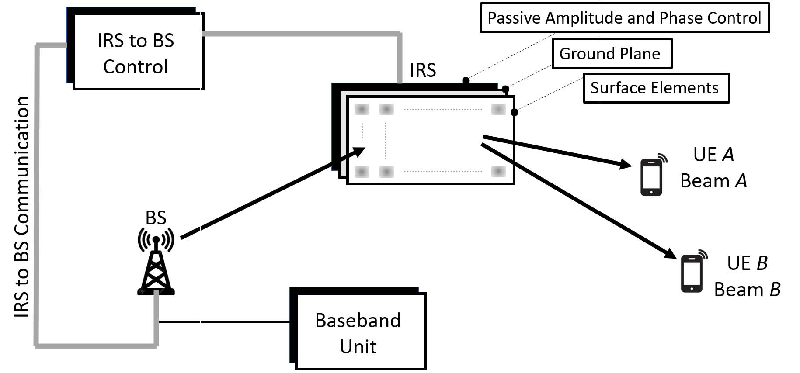 Passive Amplitude and Phase Control
IRS to BS
Control
Ground Plane
IRS
Surface Elements
UE A
Beam A
IRS to BS Communication
BS
UE B
Beam B
Baseband
Unit